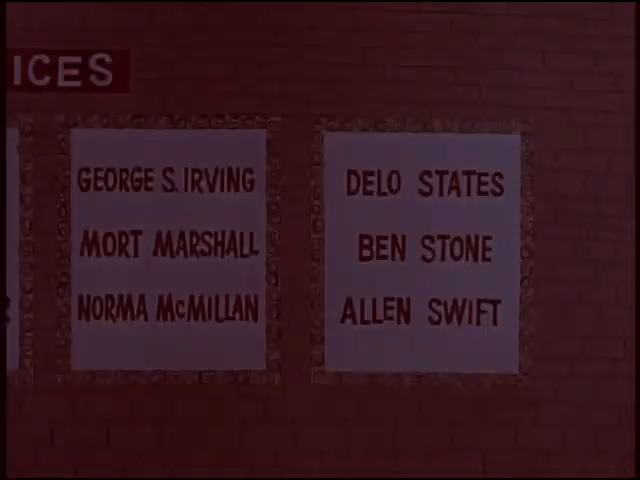 ICES
GEORGE S. IRVING
MORT MARSHALL
NORMA McMILLAN
DELO STATES
BEN STONE
ALLEN SWIFT